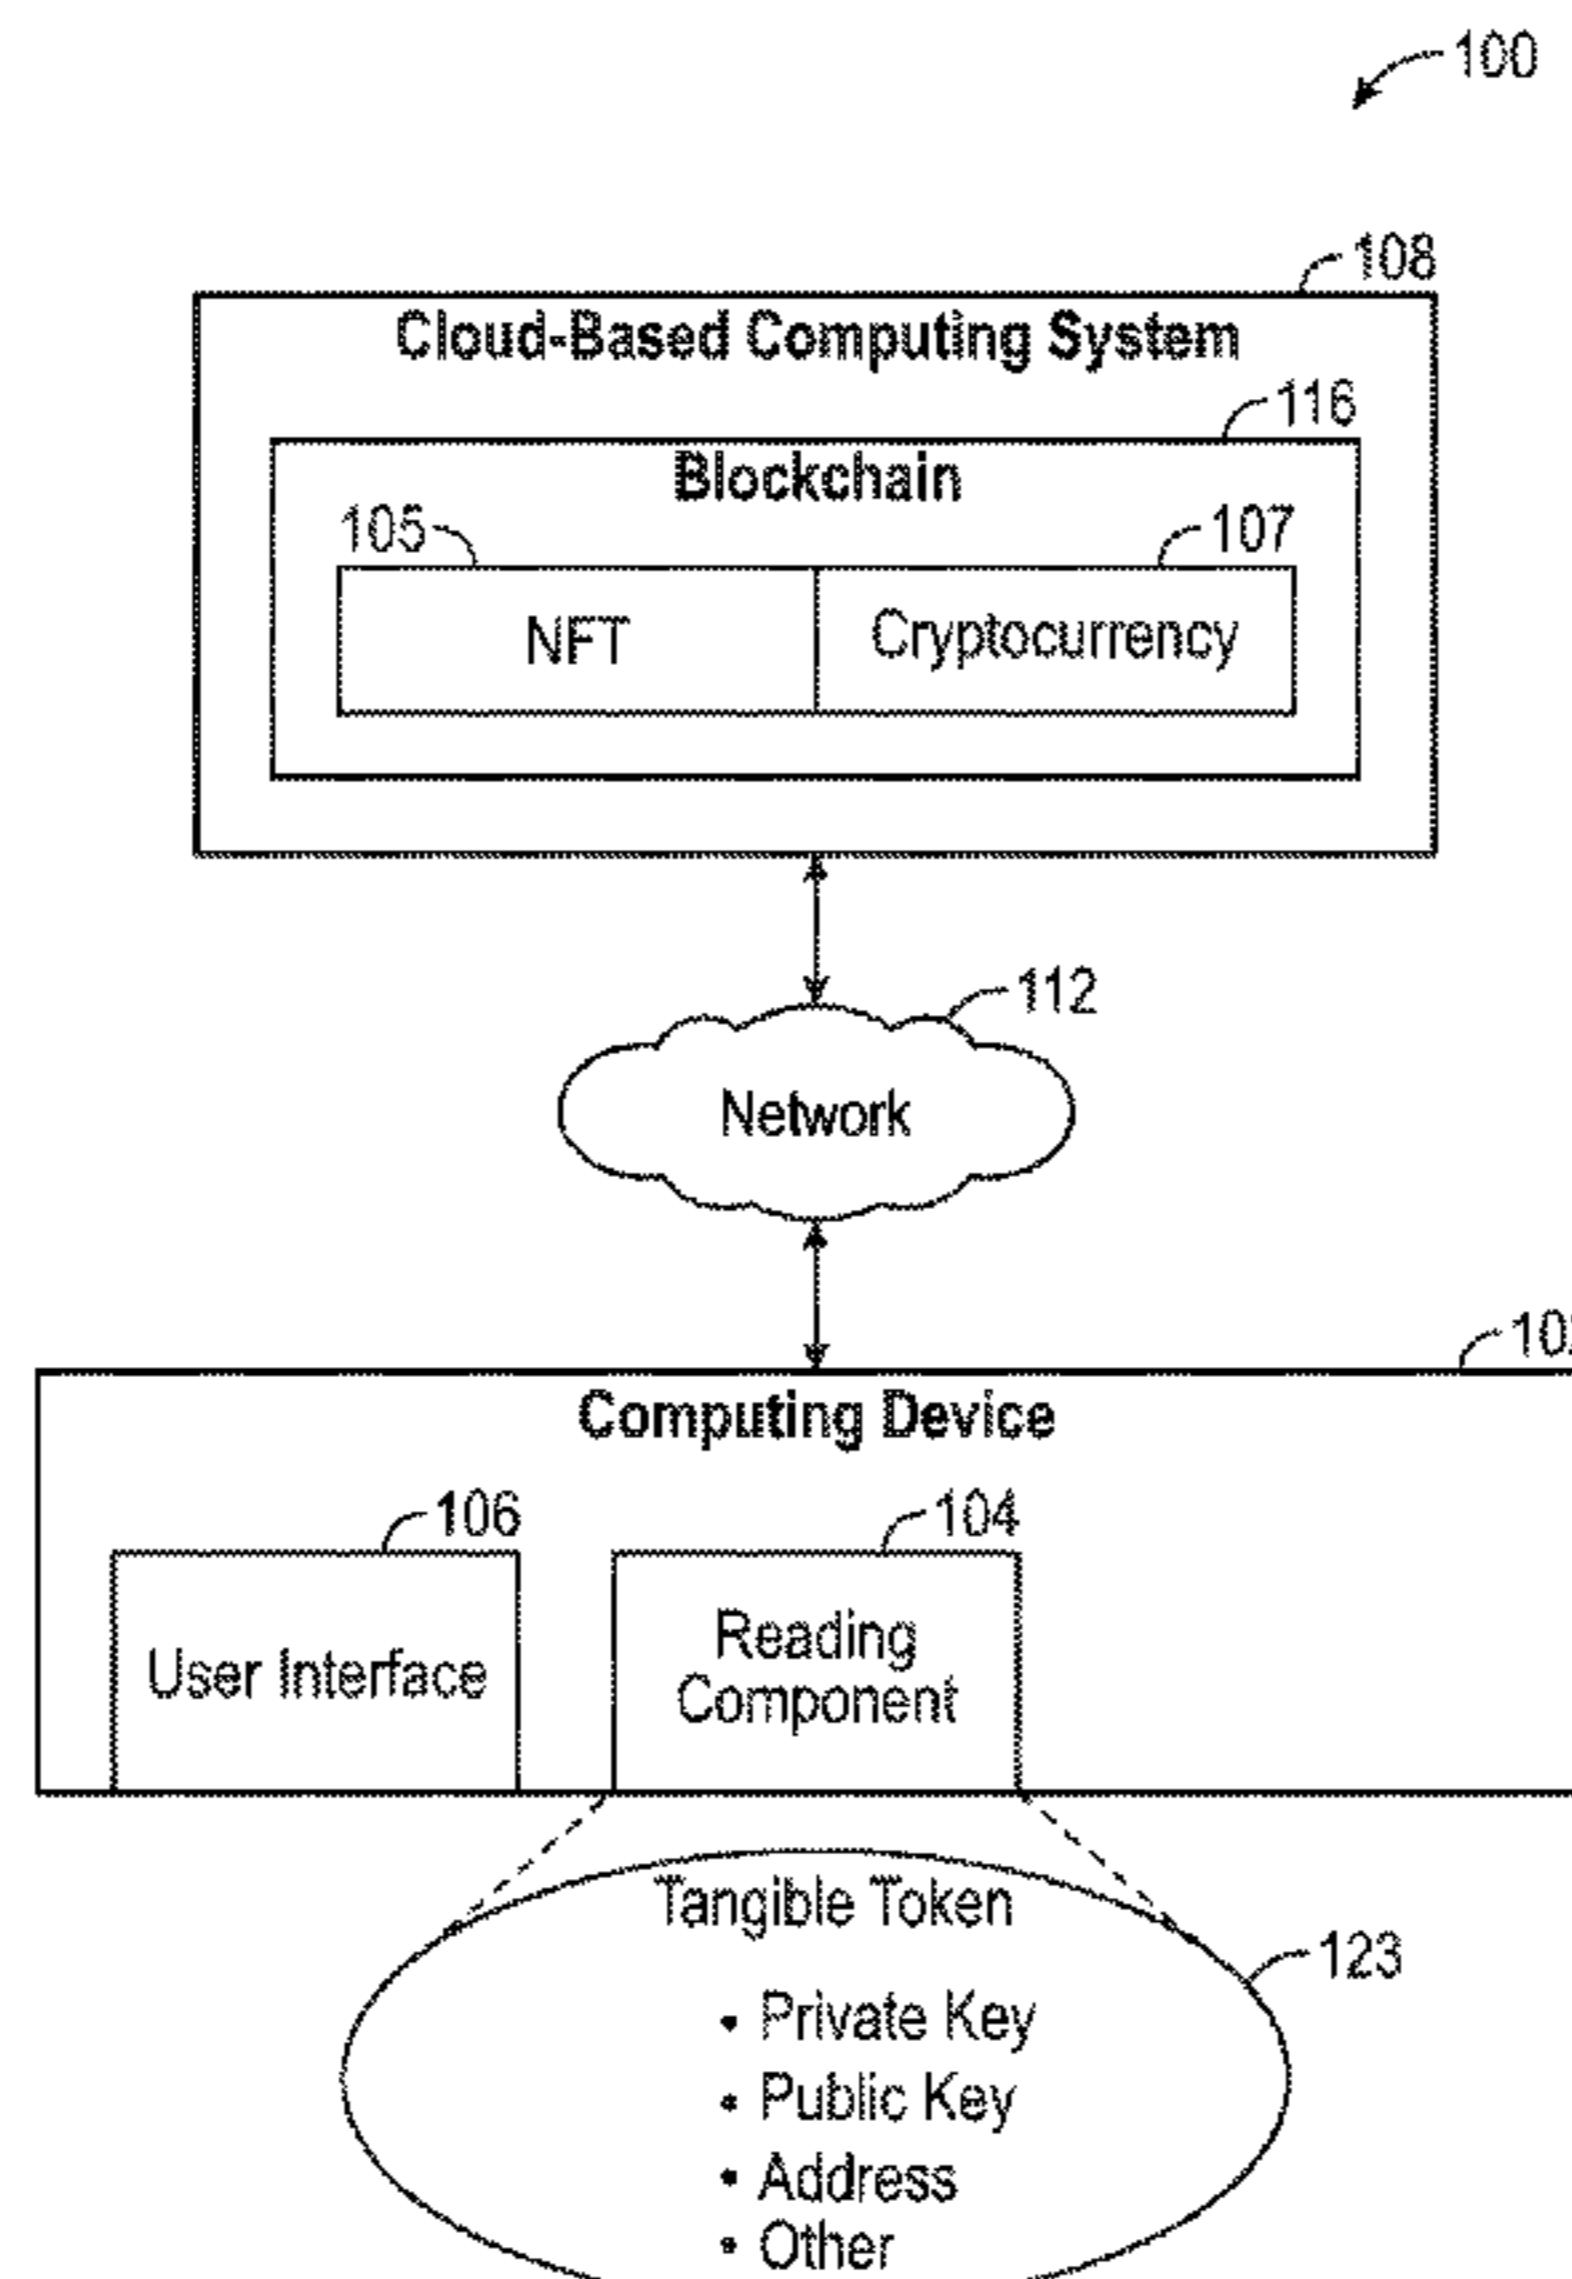 100
108
Cloud-Based Computing System
116
Blockchain
105
107
NFT
Cryptocurrency
112
Network
Computing Device
106
104
User Interface
Reading
Component
Tangible Token
123
• Private Key
• Public Key
• Address
• Other